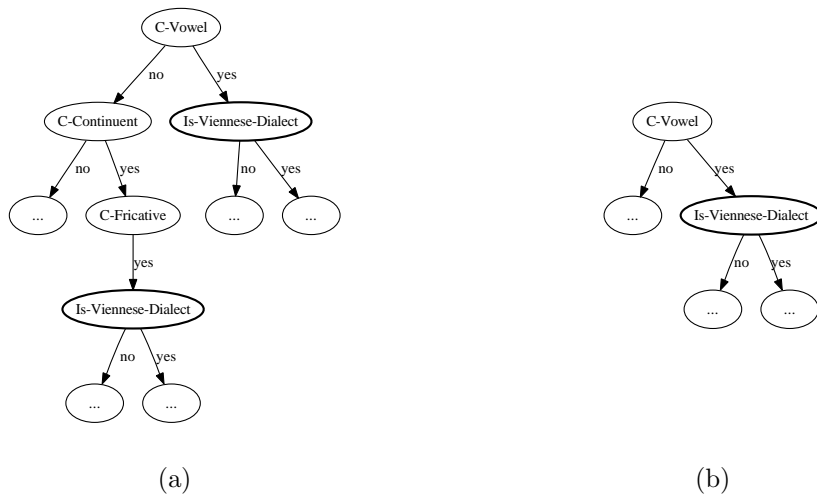 C-Vowel
no yes
C-Continuent Is-Viennese-Dialect
no yes no yes
... C-Fricative ... ...
yes
Is-Viennese-Dialect
no yes
... ...
(a)
C-Vowel
no yes
... Is-Viennese-Dialect
no yes
... ...
(b)